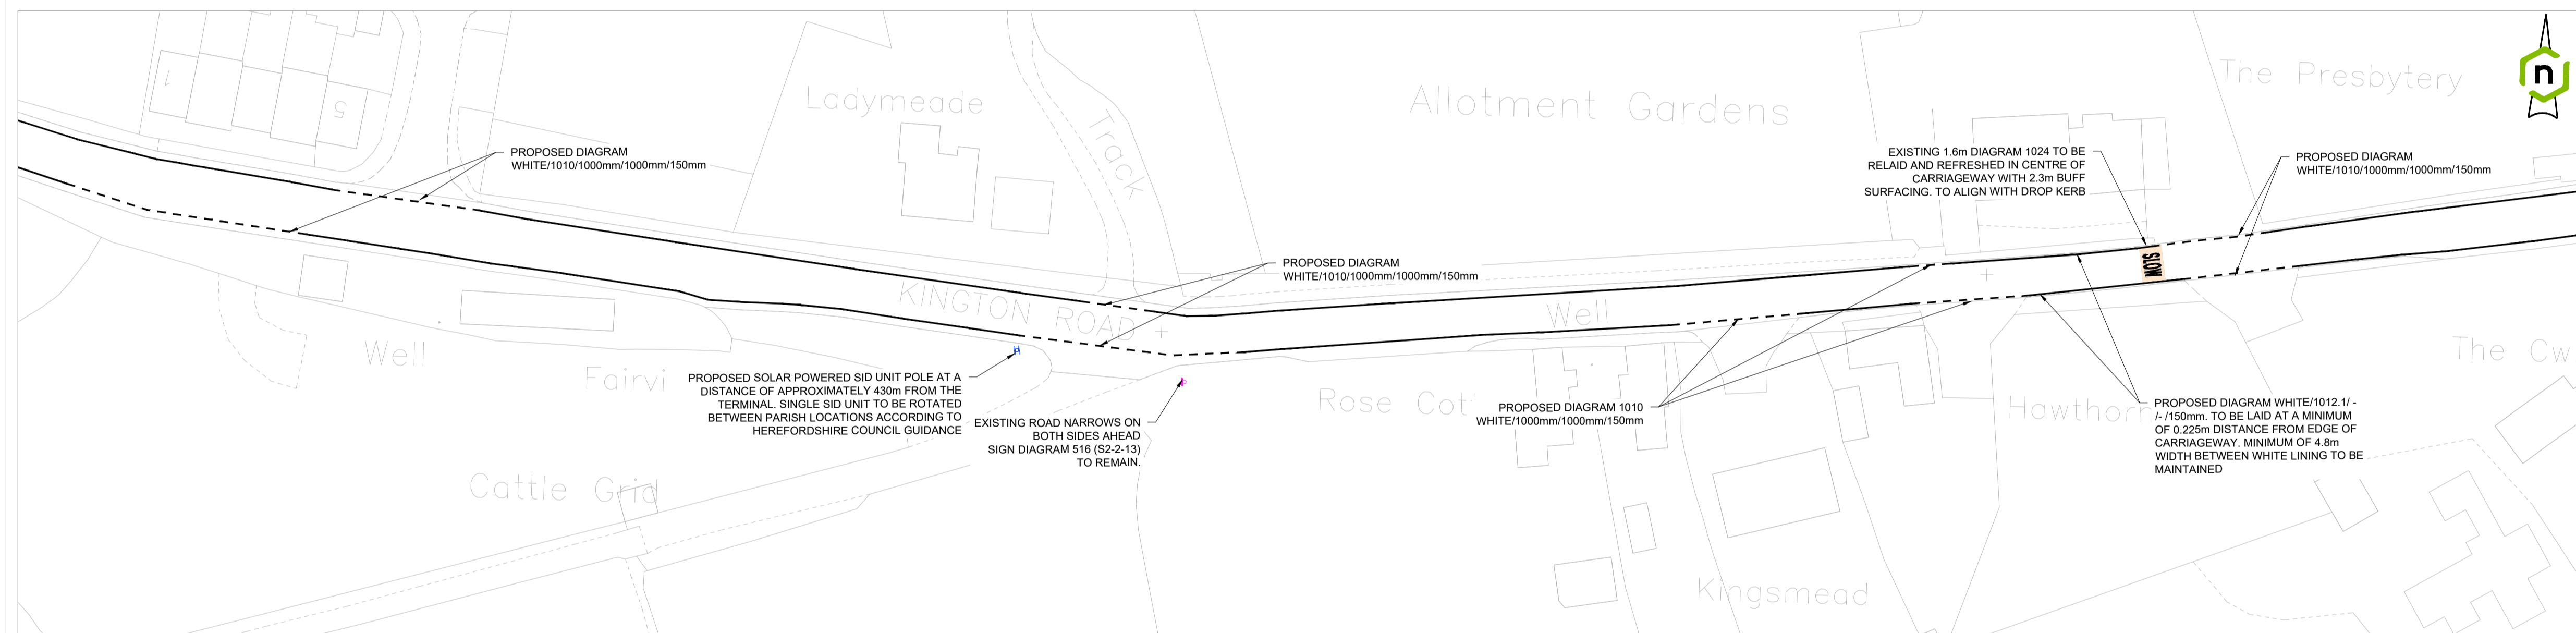 1
5
Ladymeade
Track
Allotment Gardens
The Presbytery
n
PROPOSED DIAGRAM
WHITE/1010/1000mm/1000mm/150mm
EXISTING 1.6m DIAGRAM 1024 TO BE
RELAID AND REFRESHED IN CENTRE OF
CARRIAGEWAY WITH 2.3m BUFF
SURFACING. TO ALIGN WITH DROP KERB
PROPOSED DIAGRAM
WHITE/1010/1000mm/1000mm/150mm
PROPOSED DIAGRAM
WHITE/1010/1000mm/1000mm/150mm
SLOW
KINGTON ROAD
Well
Well
Fairvi
Rose Cot
Hawthorn
The Cw
PROPOSED SOLAR POWERED SID UNIT POLE AT A
DISTANCE OF APPROXIMATELY 430m FROM THE
TERMINAL. SINGLE SID UNIT TO BE ROTATED
BETWEEN PARISH LOCATIONS ACCORDING TO
HEREFORDSHIRE COUNCIL GUIDANCE
EXISTING ROAD NARROWS ON
BOTH SIDES AHEAD
SIGN DIAGRAM 516 (S2-2-13)
TO REMAIN.
PROPOSED DIAGRAM 1010
WHITE/1000mm/1000mm/150mm
PROPOSED DIAGRAM WHITE/1012.1/ -
/- /150mm. TO BE LAID AT A MINIMUM
OF 0.225m DISTANCE FROM EDGE OF
CARRIAGEWAY. MINIMUM OF 4.8m
WIDTH BETWEEN WHITE LINING TO BE
MAINTAINED
Cattle Grid
Kingsmead